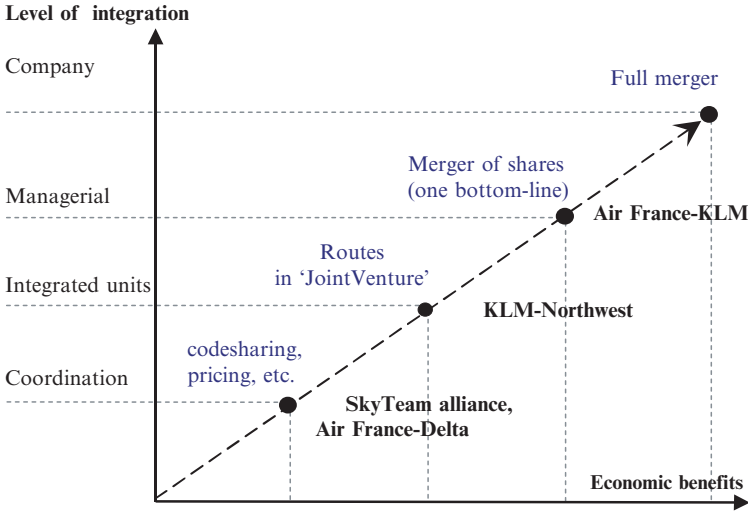 Level of integration
Company
Full merger
Merger of shares
(one bottom-line)
Managerial
Air France-KLM
Routes
in ‘JointVenture’
Integrated units
KLM-Northwest
codesharing,
pricing, etc.
Coordination
SkyTeam alliance,
Air France-Delta
Economic benefits